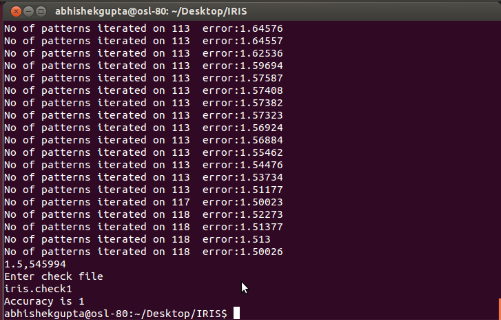 abhishekgupta@osl-80: ~/Desktop/IRIS
No of patterns iterated on 113  error:1.64576
No of patterns iterated on 113  error:1.64557
No of patterns iterated on 113  error:1.62536
No of patterns iterated on 113  error:1.59694
No of patterns iterated on 113  error:1.57587
No of patterns iterated on 113  error:1.57408
No of patterns iterated on 113  error:1.57382
No of patterns iterated on 113  error:1.57323
No of patterns iterated on 113  error:1.56924
No of patterns iterated on 113  error:1.56884
No of patterns iterated on 113  error:1.55462
No of patterns iterated on 113  error:1.54476
No of patterns iterated on 113  error:1.53734
No of patterns iterated on 113  error:1.51177
No of patterns iterated on 117  error:1.50023
No of patterns iterated on 118  error:1.52273
No of patterns iterated on 118  error:1.51377
No of patterns iterated on 118  error:1.513
No of patterns iterated on 118  error:1.50026
1.5,545994
Enter check file
iris.check1
Accuracy is 1
abhishekgupta@osl-80:~/Desktop/IRIS$